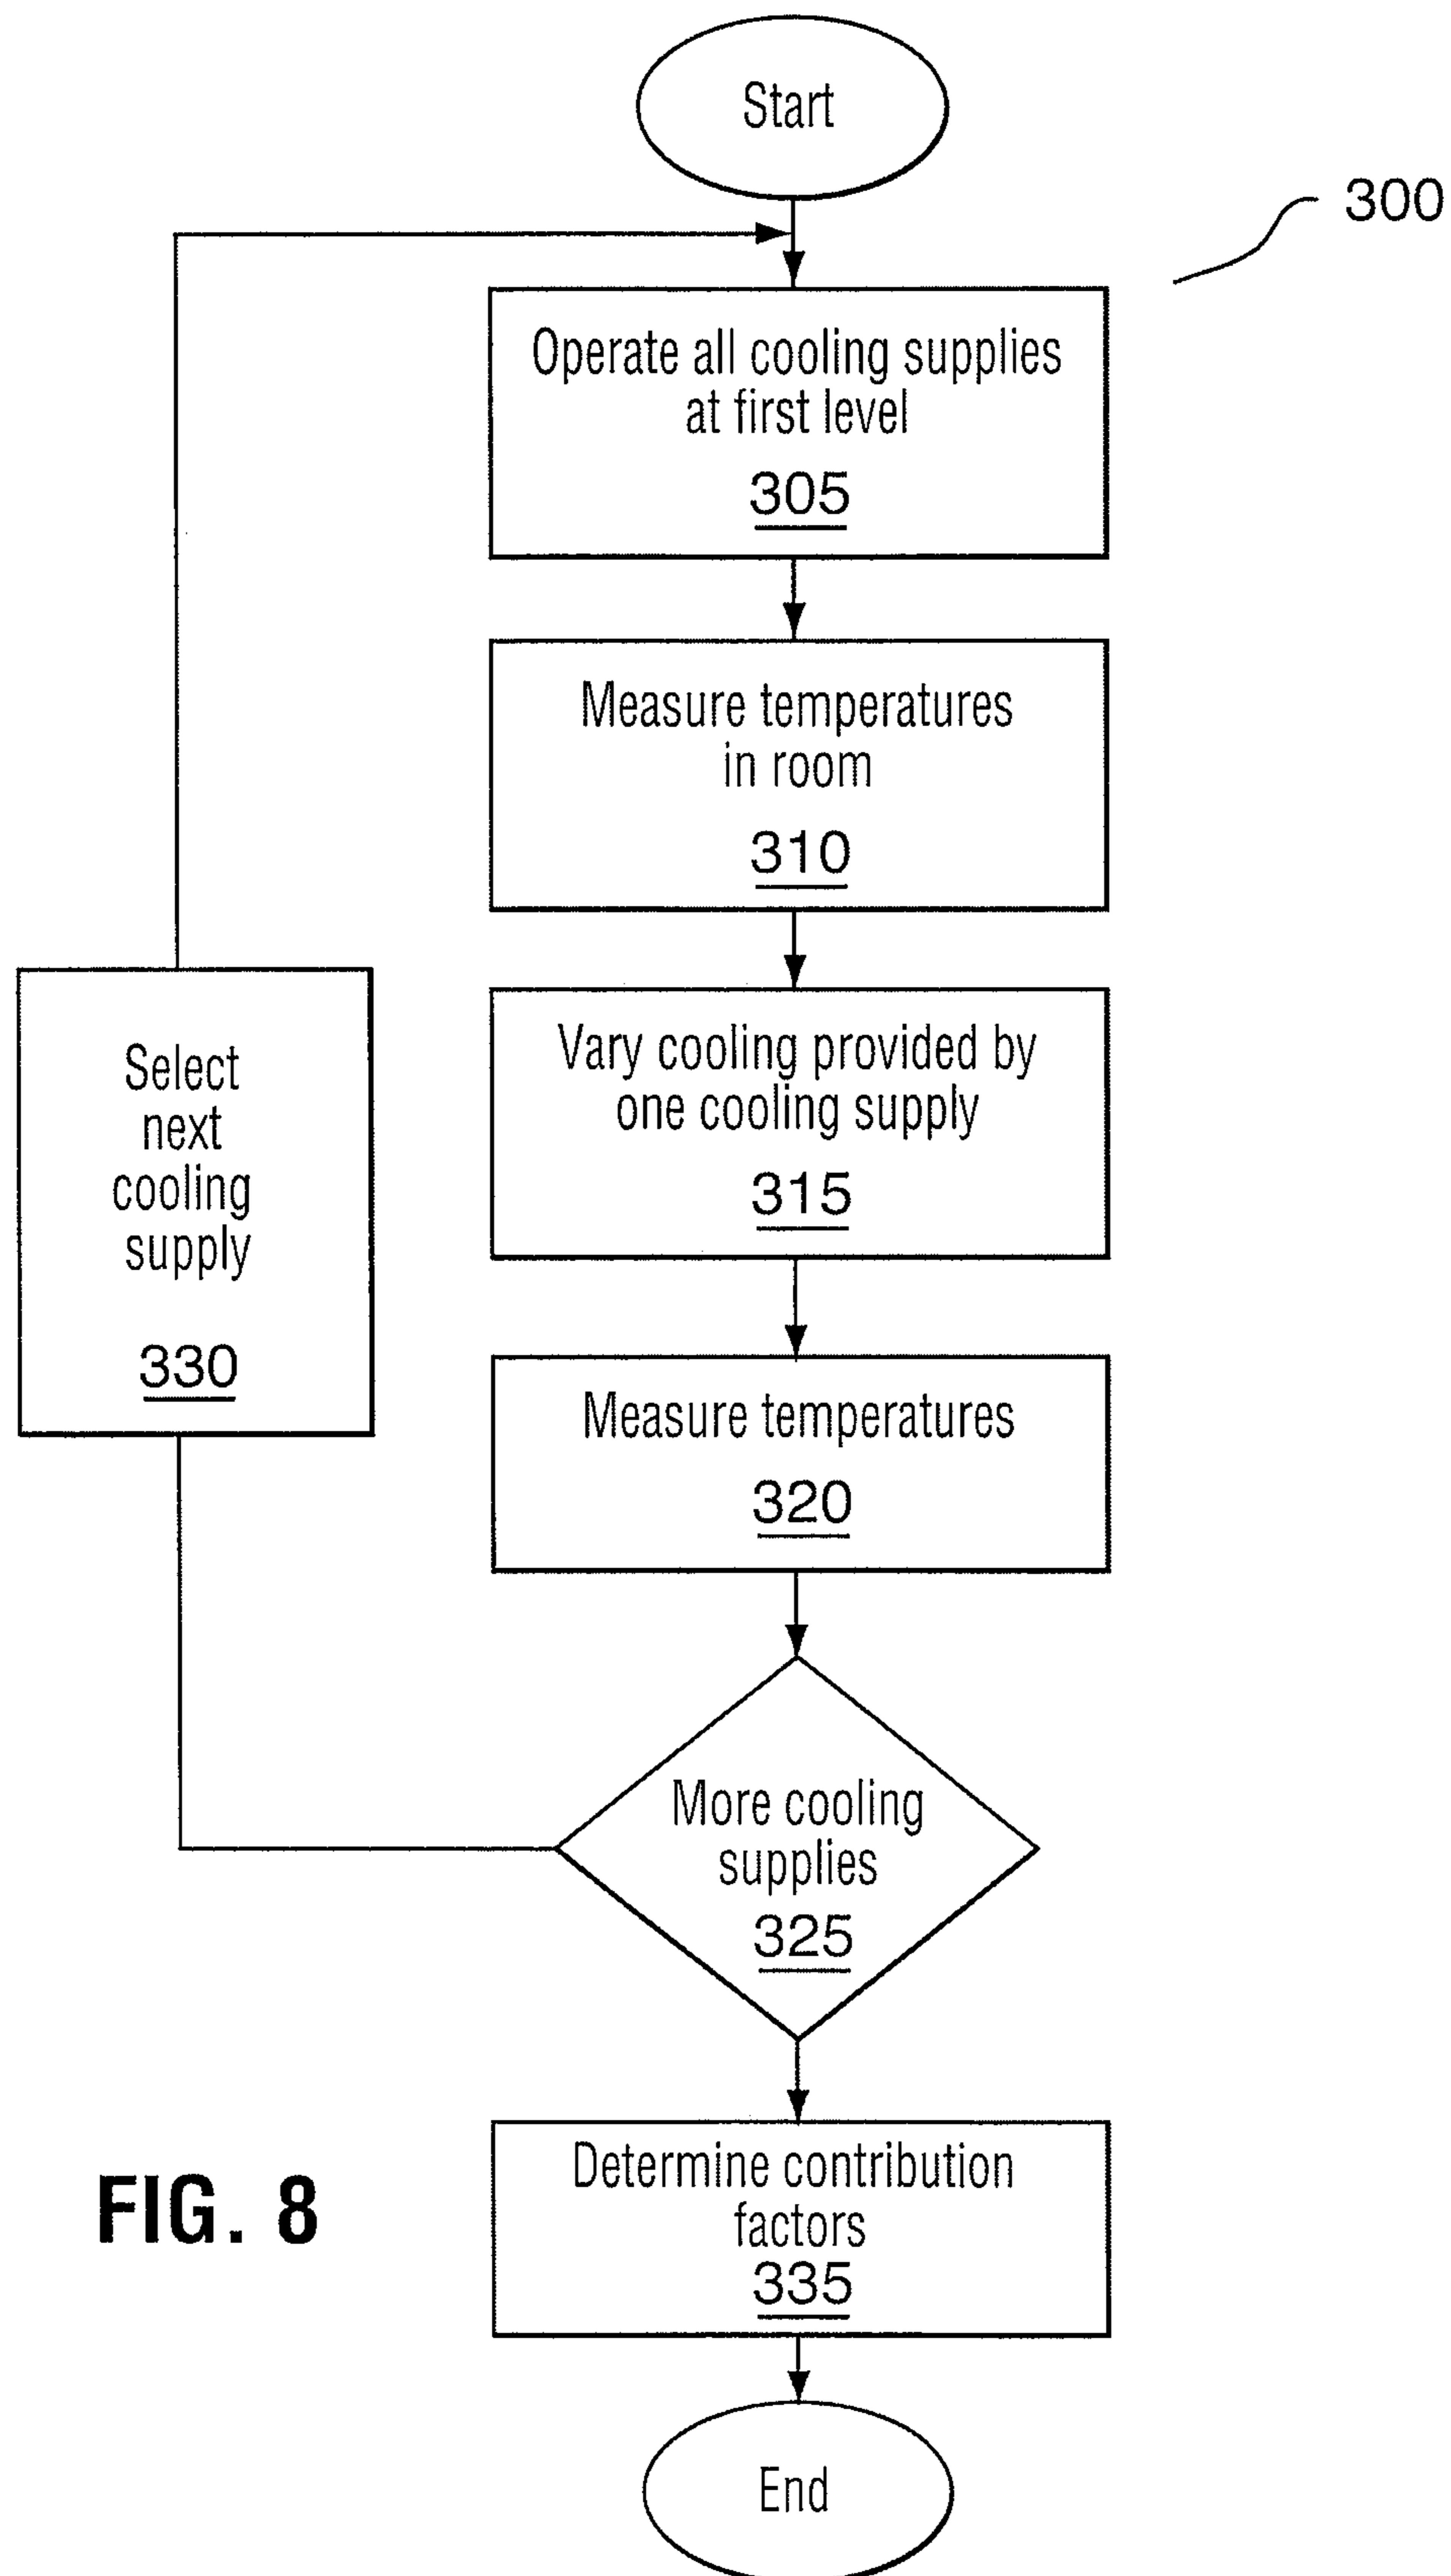 Start
300
Operate all cooling supplies
at first level
305
Measure temperatures
in room
310
Vary cooling provided by
one cooling supply
315
Select
next
cooling
supply
330
Measure temperatures
320
More cooling
supplies
325
Determine contribution
factors
335
FIG. 8
End